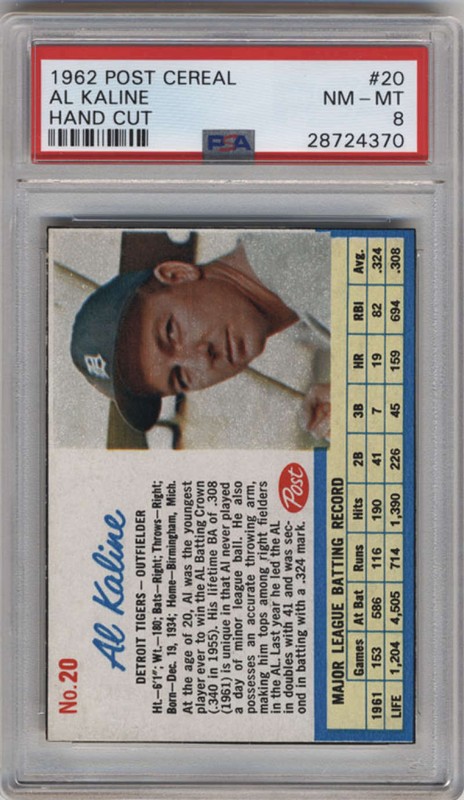 1962 POST CEREAL #20
AL KALINE NM – MT
HAND CUT 8
PSA 28724370
No. 20 Al Kaline
DETROIT TIGERS—OUTFIELDER
Ht.—6'1"; Wt.—180; Bats—Right; Throws—Right;
Born—Dec. 19, 1934; Home—Birmingham, Mich.
At the age of 20, Al was the youngest
player ever to win the AL Batting Crown
(.340 in 1955). His lifetime BA of .308
(1961) is unique in that Al never played
a day of minor league ball. He also
possesses an accurate throwing arm,
making him tops among right fielders
in the AL. Last year he led the AL
in doubles with 41 and was sec-
ond in batting with a .324 mark.
Post
MAJOR LEAGUE BATTING RECORD
Games At Bat Runs Hits 2B 3B HR RBI Avg.
1961 153 586 116 190 41 7 19 82 .324
LIFE 1,204 4,505 714 1,390 226 45 159 694 .308